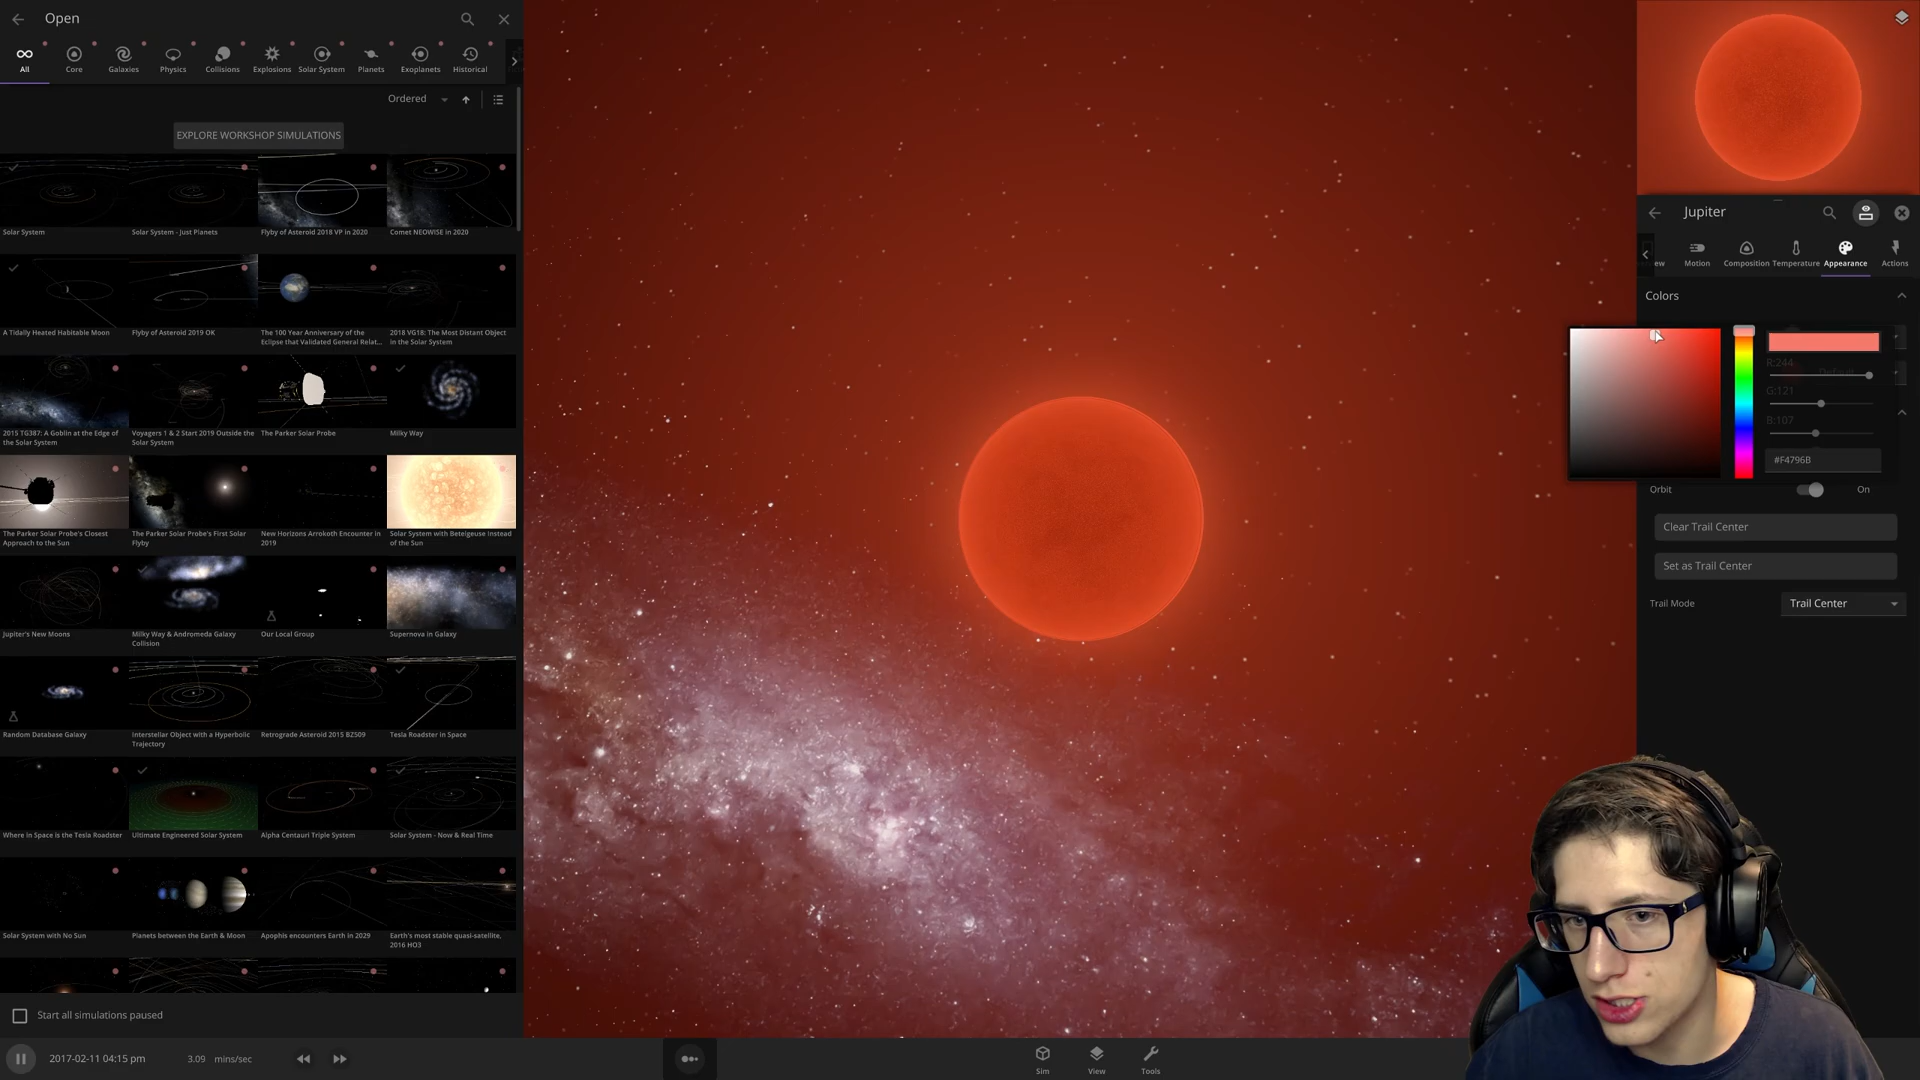 Open
All
Core
Galaxies
Physics
Collisions
Explosions
Solar System
Planets
Exoplanets
Historical
Ordered
EXPLORE WORKSHOP SIMULATIONS
Solar System
Solar System - Just Planets
Flyby of Asteroid 2018 VP in 2020
Comet NEOWISE in 2020
A Tidally Heated Habitable Moon
Flyby of Asteroid 2019 OK
The 100 Year Anniversary of the
Eclipse that Validated General Relat...
2018 VG18: The Most Distant Object
in the Solar System
2015 TG387: A Goblin at the Edge of
the Solar System
Voyagers 1 & 2 Start 2019 Outside the
Solar System
The Parker Solar Probe
Milky Way
The Parker Solar Probe's Closest
Approach to the Sun
The Parker Solar Probe's First Solar
Flyby
New Horizons Arrokoth Encounter in
2019
Solar System with Betelgeuse Instead
of the Sun
Jupiter's New Moons
Milky Way & Andromeda Galaxy
Collision
Our Local Group
Supernova in Galaxy
Random Database Galaxy
Interstellar Object with a Hyperbolic
Trajectory
Retrograde Asteroid 2015 BZ509
Tesla Roadster in Space
Where in Space is the Tesla Roadster
Ultimate Engineered Solar System
Alpha Centauri Triple System
Solar System - Now & Real Time
Solar System with No Sun
Planets between the Earth & Moon
Apophis encounters Earth in 2029
Earth's most stable quasi-satellite,
2016 HO3
Start all simulations paused
2017-02-11 04:15 pm
3.09 mins/sec
Sim
View
Tools
Jupiter
ew
Motion
Composition
Temperature
Appearance
Actions
Colors
R:244
Default
G:121
B:107
#F4796B
Orbit
On
Clear Trail Center
Set as Trail Center
Trail Mode
Trail Center